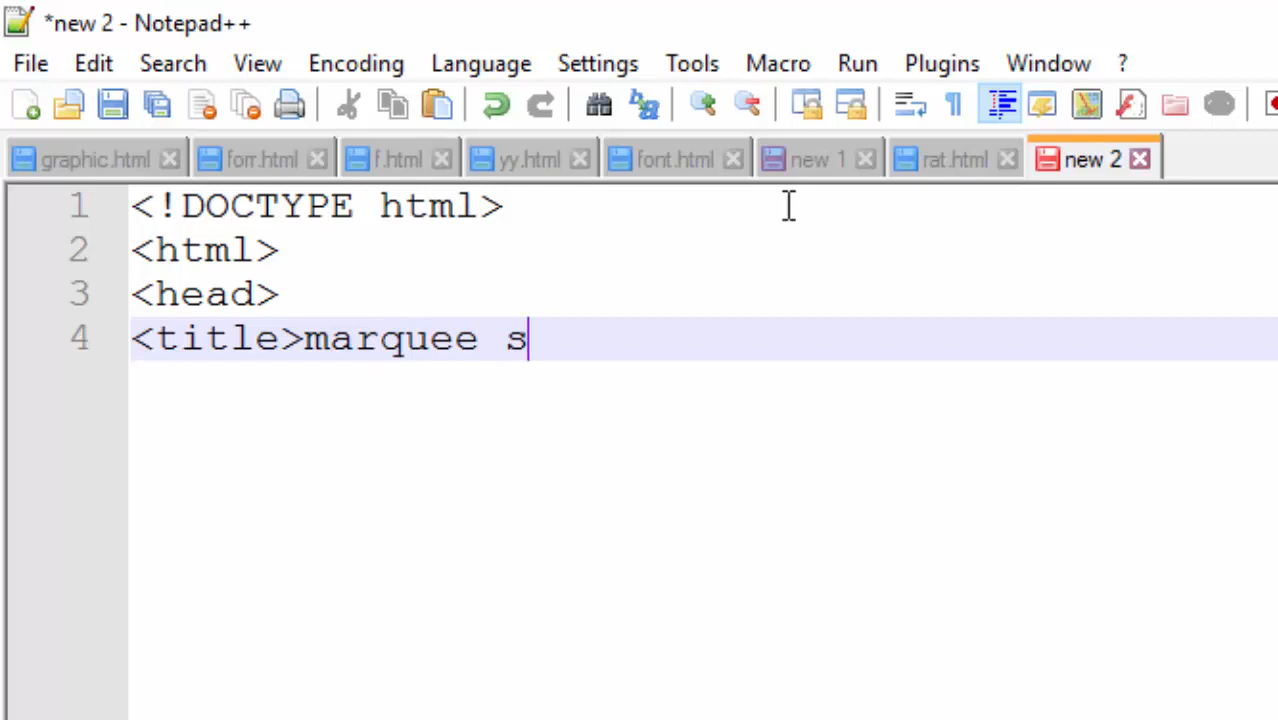 *new 2 - Notepad++
File Edit Search View Encoding Language Settings Tools Macro Run Plugins Window ?
graphic.html forr.html f.html yy.html font.html new 1 rat.html new 2
1 <!DOCTYPE html>
2 <html>
3 <head>
4 <title>marquee s